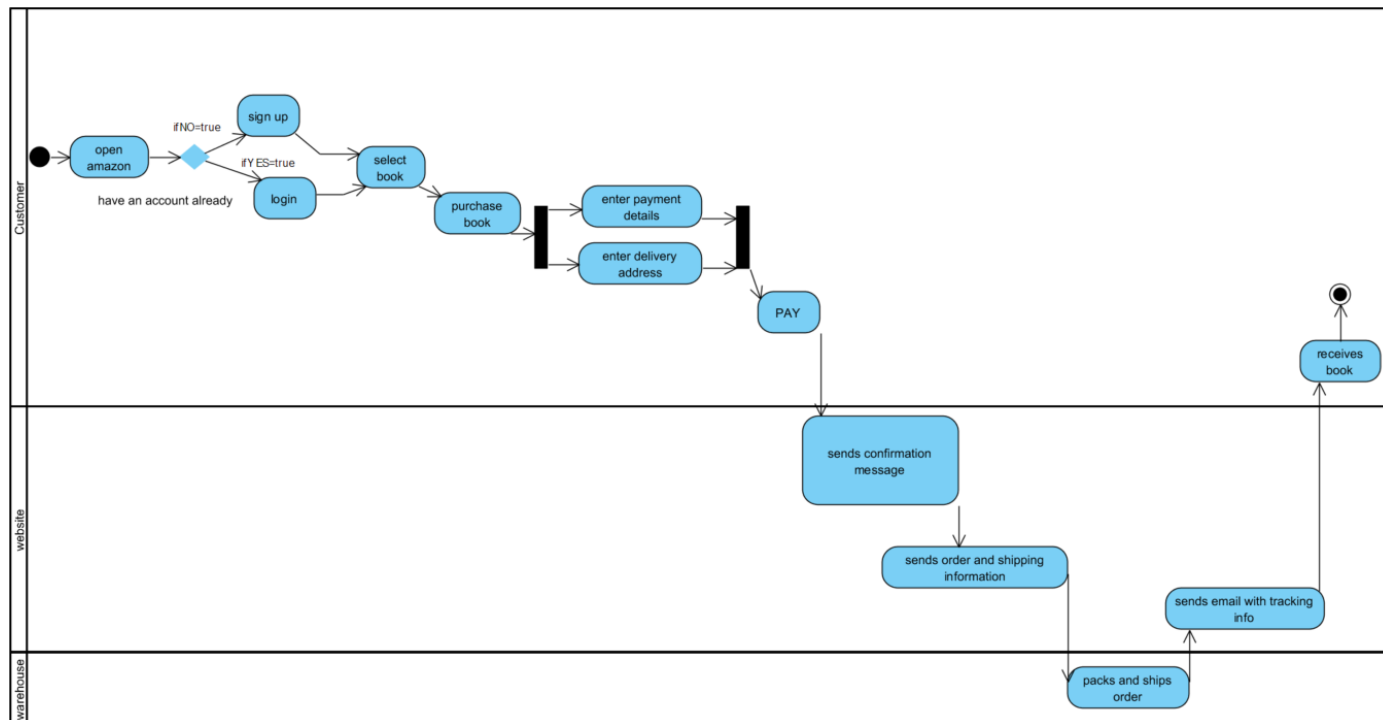 Customer
sign up
ifNO=true
open
amazon
select
book
ifYES=true
login
have an account already
purchase
book
enter payment
details
enter delivery
address
PAY
receives
book
website
sends confirmation
message
sends order and shipping
information
sends email with tracking
info
warehouse
packs and ships
order